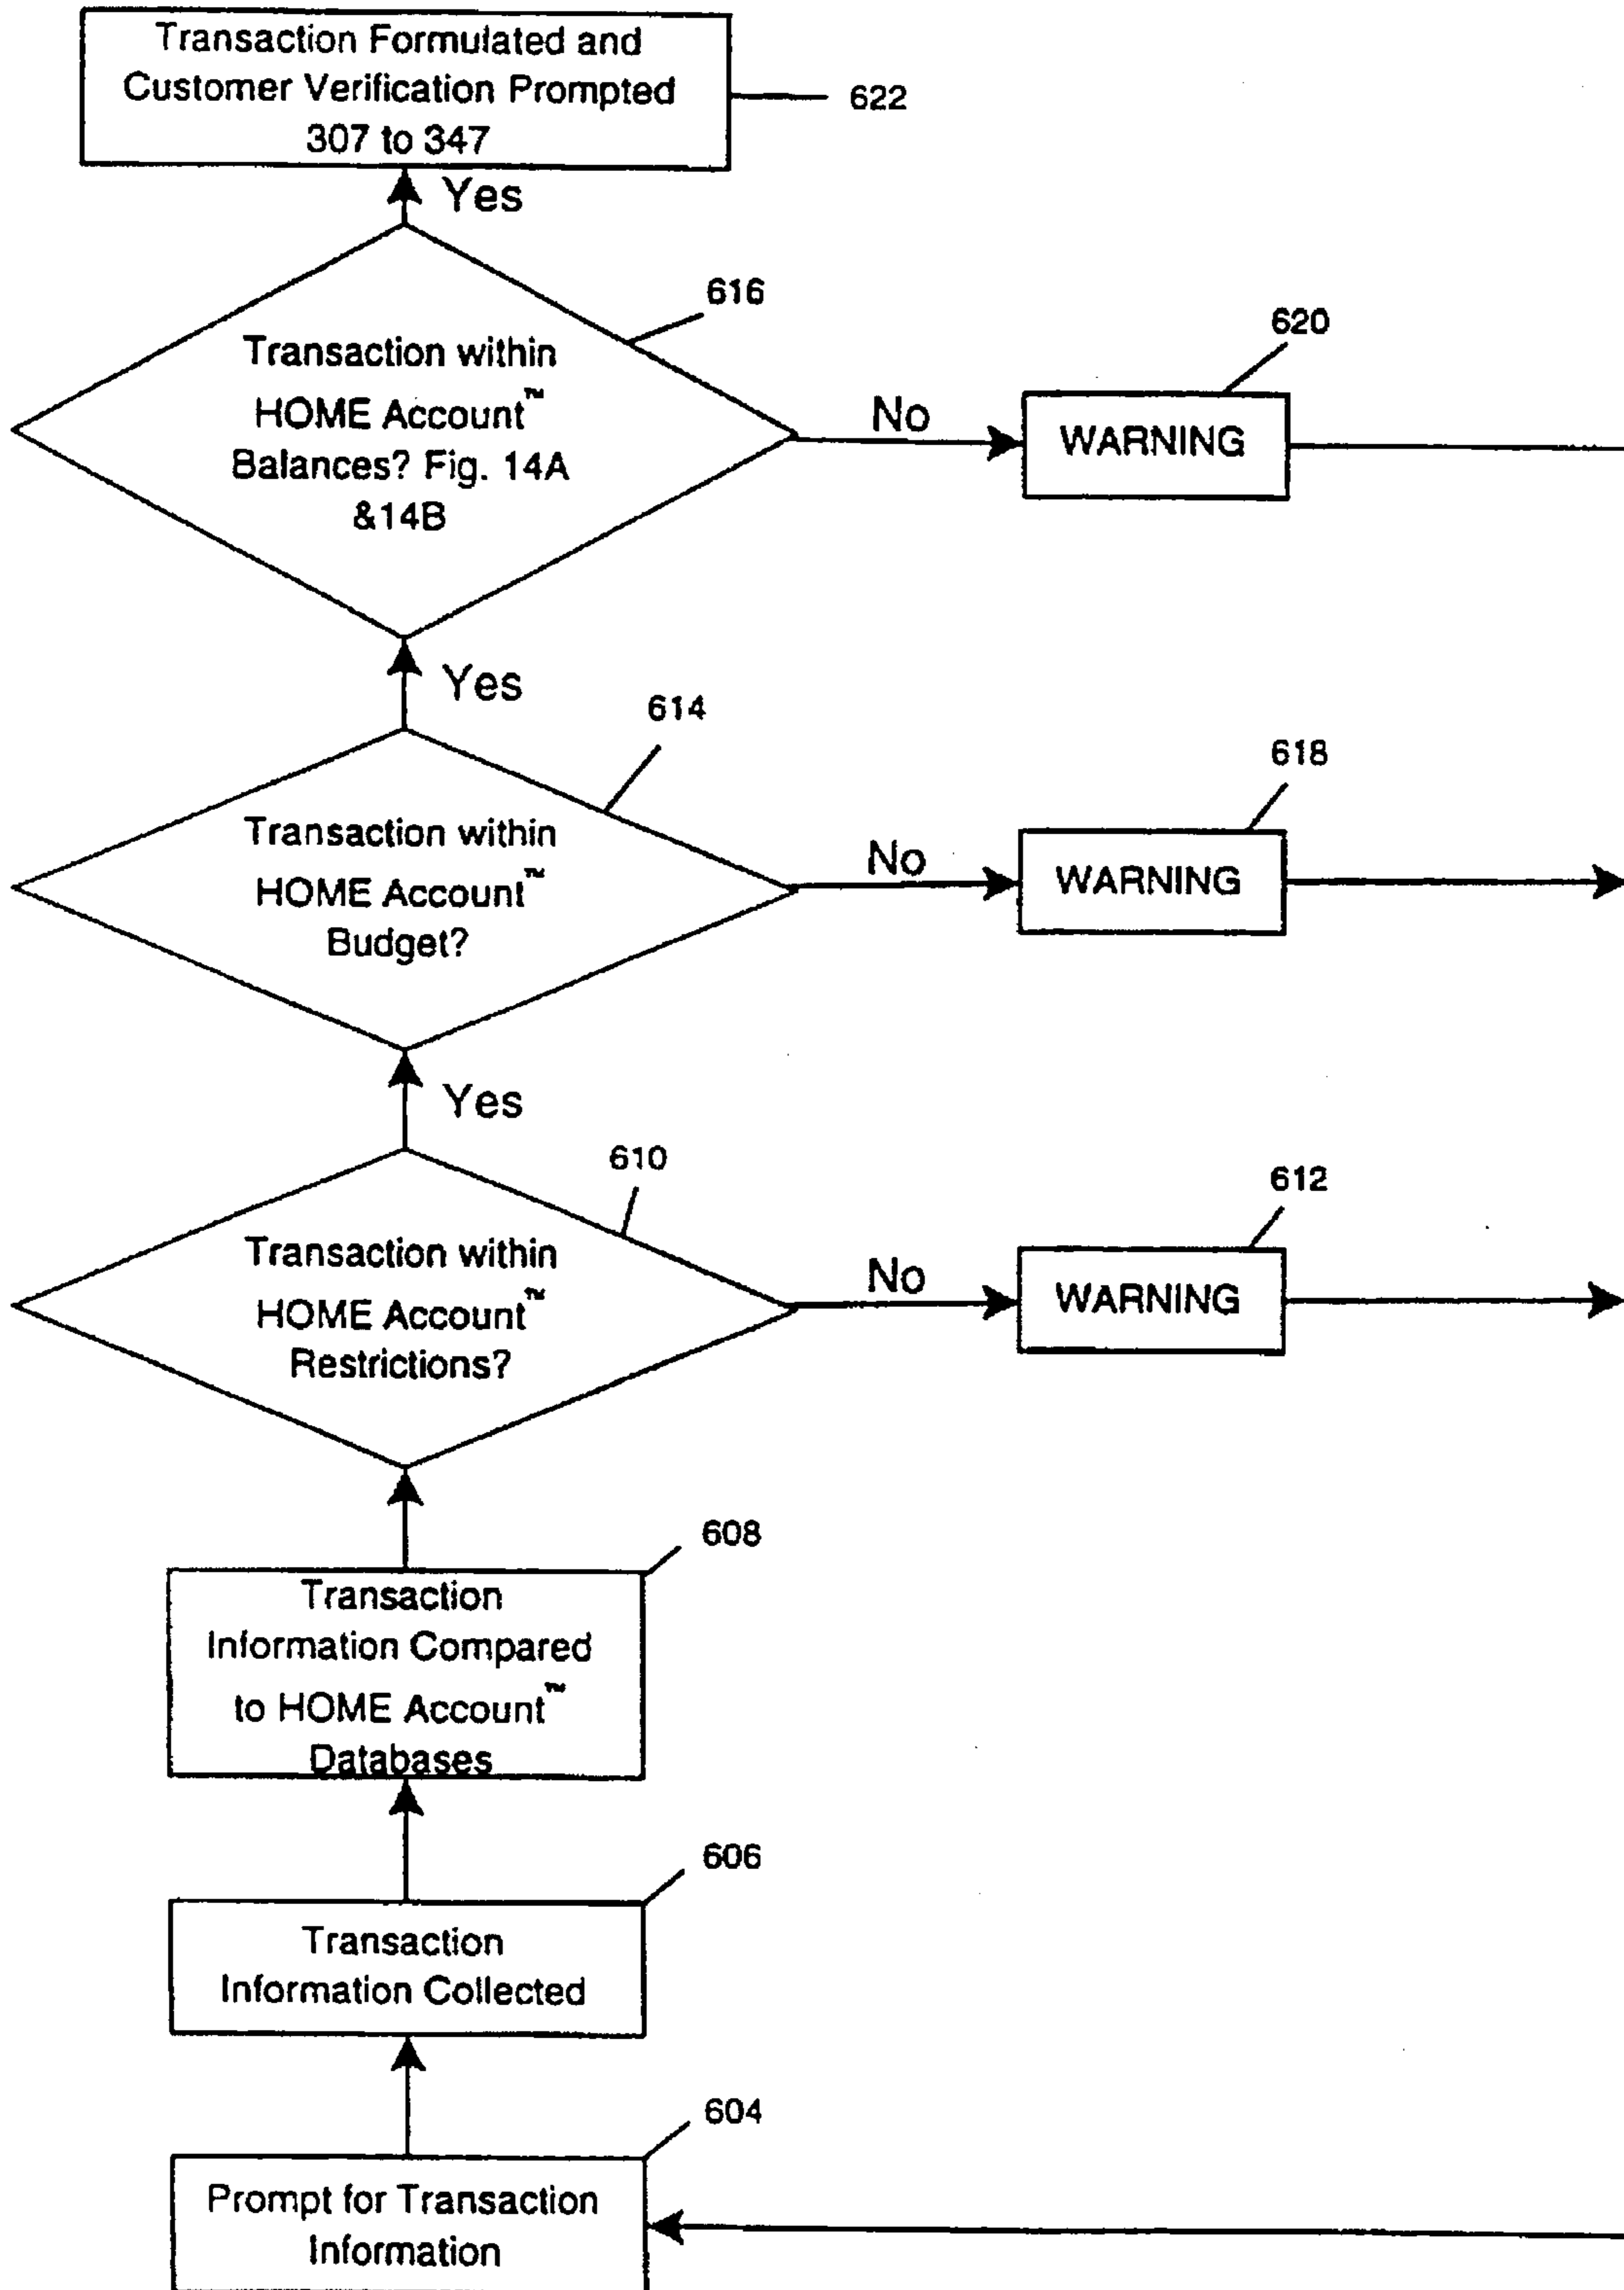 Transaction Formulated and
Customer Verification Prompted
307 to 347
622
Yes
616
Transaction within
HOME Account™
Balances? Fig. 14A
&14B
No
620
WARNING
Yes
614
Transaction within
HOME Account™
Budget?
No
618
WARNING
Yes
610
Transaction within
HOME Account™
Restrictions?
No
612
WARNING
608
Transaction
Information Compared
to HOME Account™
Databases
606
Transaction
Information Collected
604
Prompt for Transaction
Information